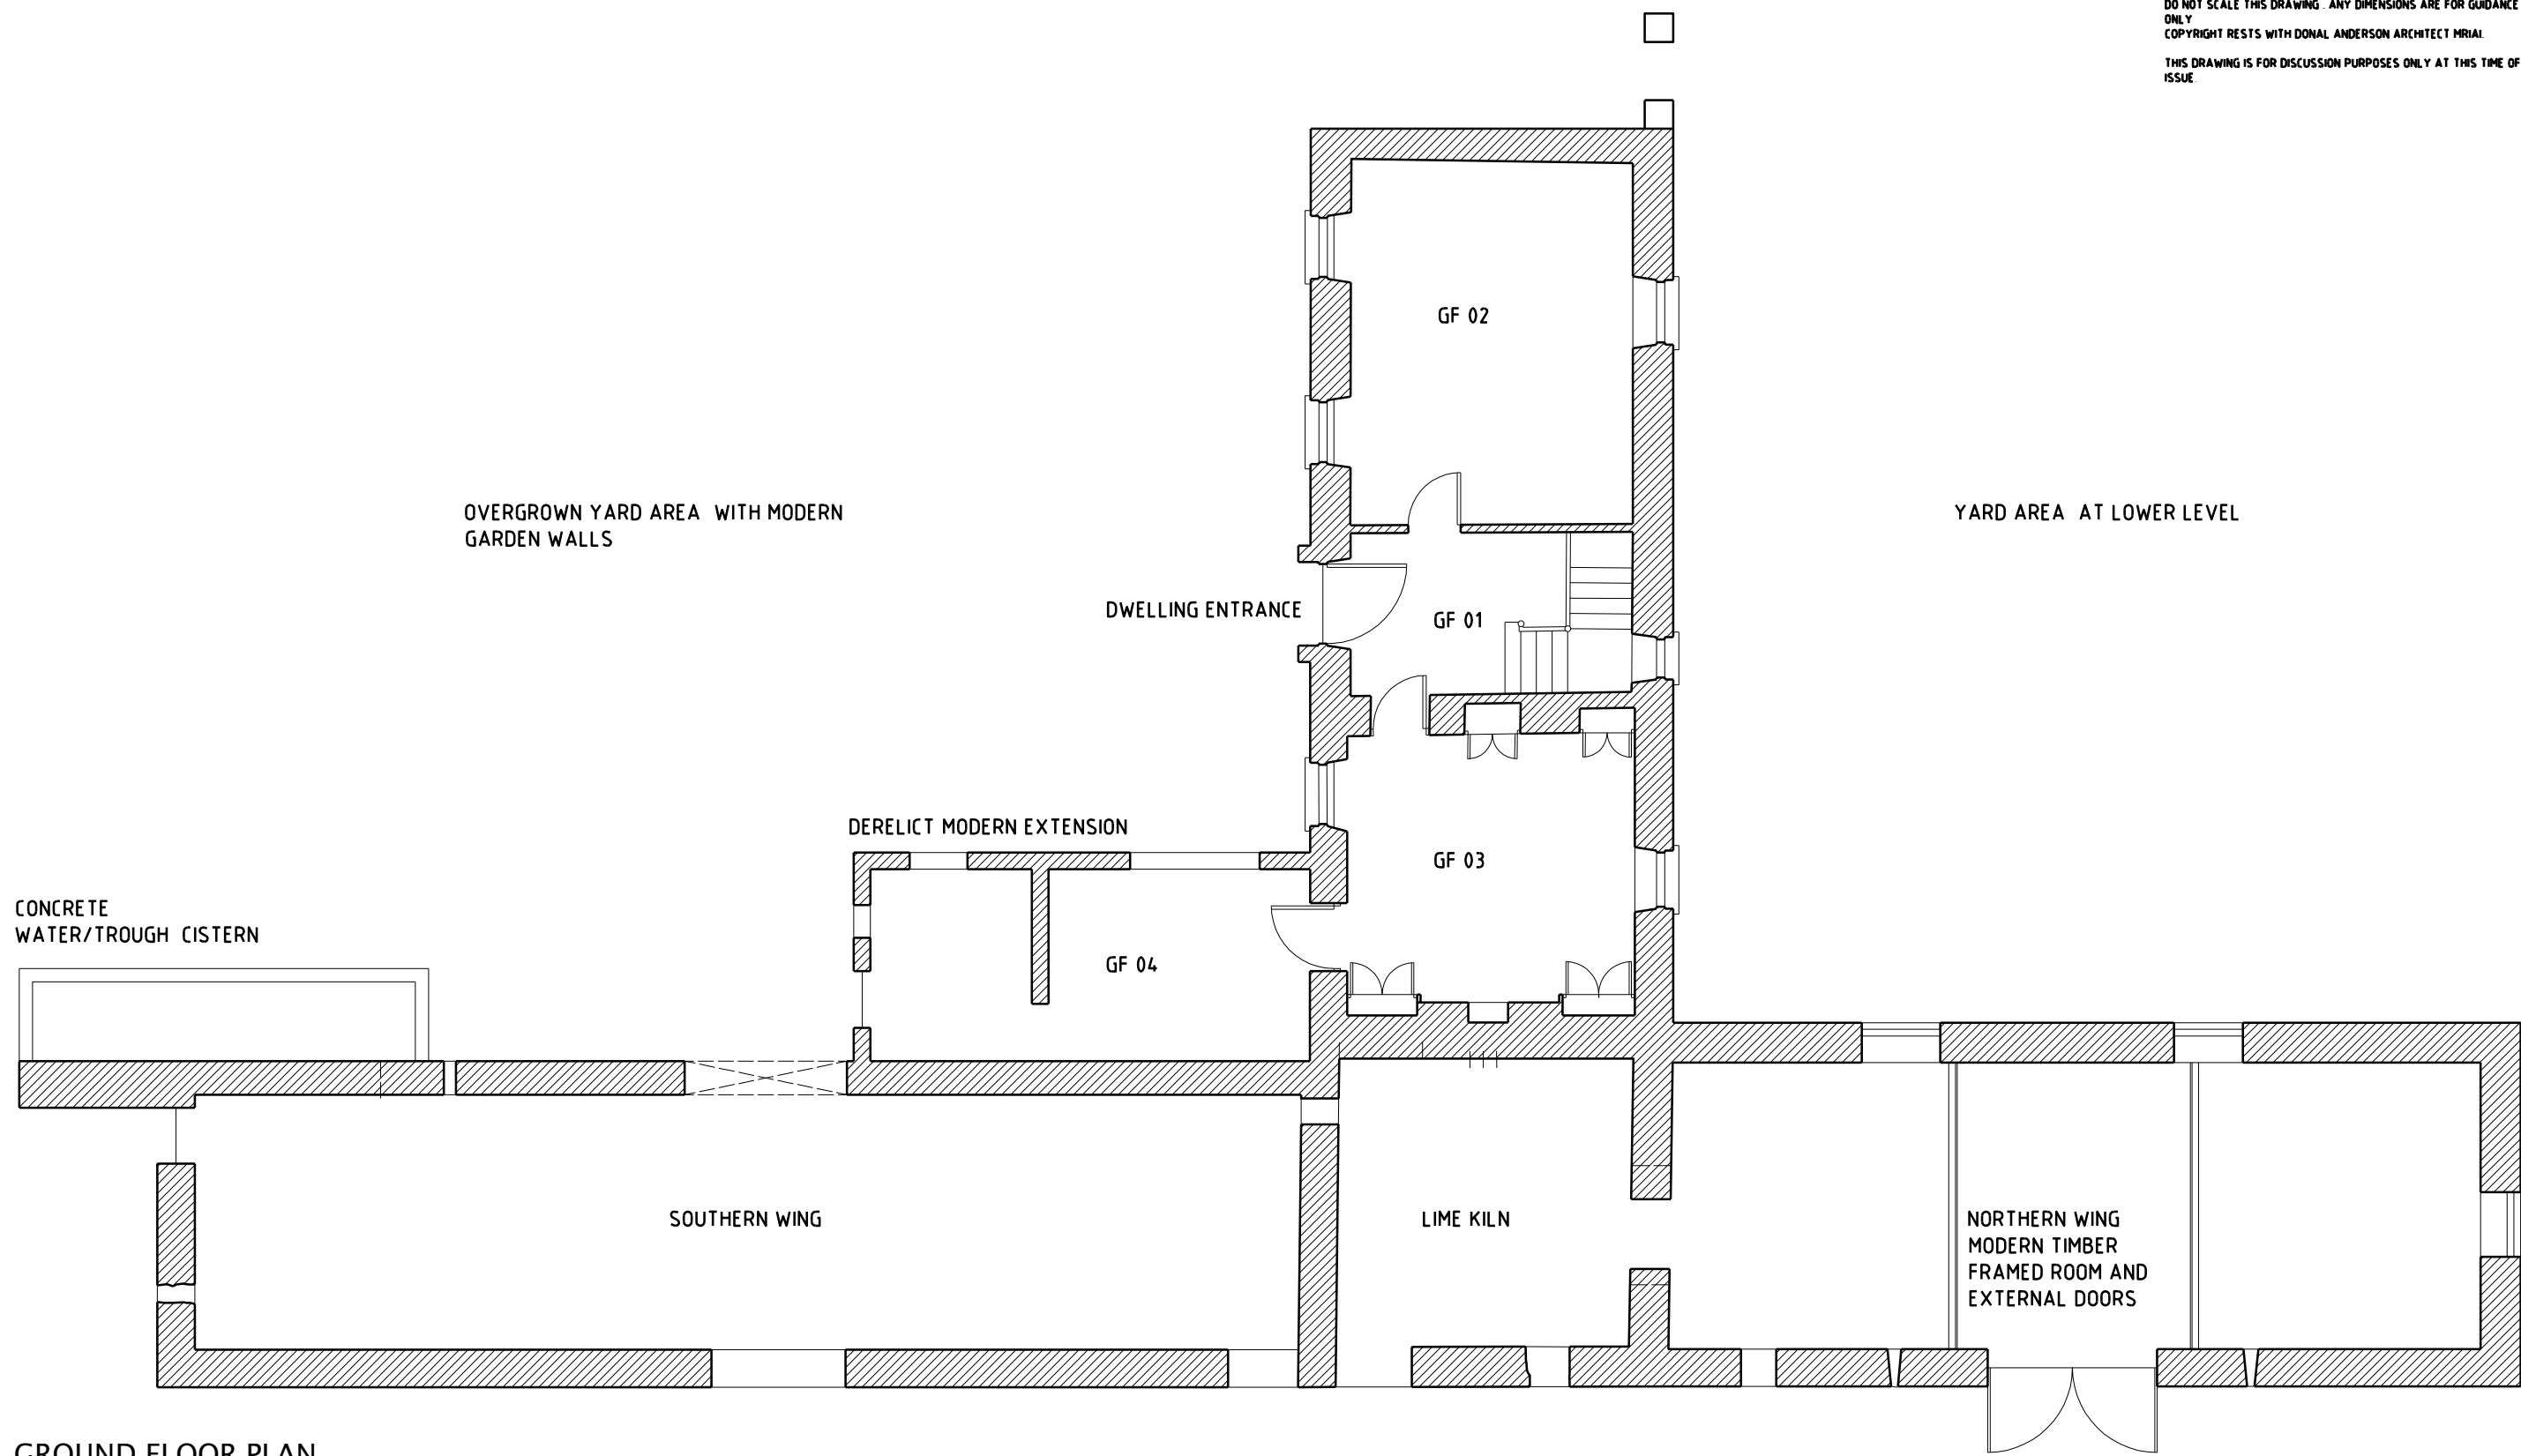 DO NOT SCALE THIS DRAWING . ANY DIMENSIONS ARE FOR GUIDANCE
ONLY
COPYRIGHT RESTS WITH DONAL ANDERSON ARCHITECT MRIAI.
THIS DRAWING IS FOR DISCUSSION PURPOSES ONLY AT THIS TIME OF
ISSUE.
GF 02
OVERGROWN YARD AREA WITH MODERN
GARDEN WALLS
YARD AREA AT LOWER LEVEL
DWELLING ENTRANCE
GF 01
DERELICT MODERN EXTENSION
GF 03
CONCRETE
WATER/TROUGH CISTERN
GF 04
SOUTHERN WING
LIME KILN
NORTHERN WING
MODERN TIMBER
FRAMED ROOM AND
EXTERNAL DOORS
GROUND FLOOR PLAN